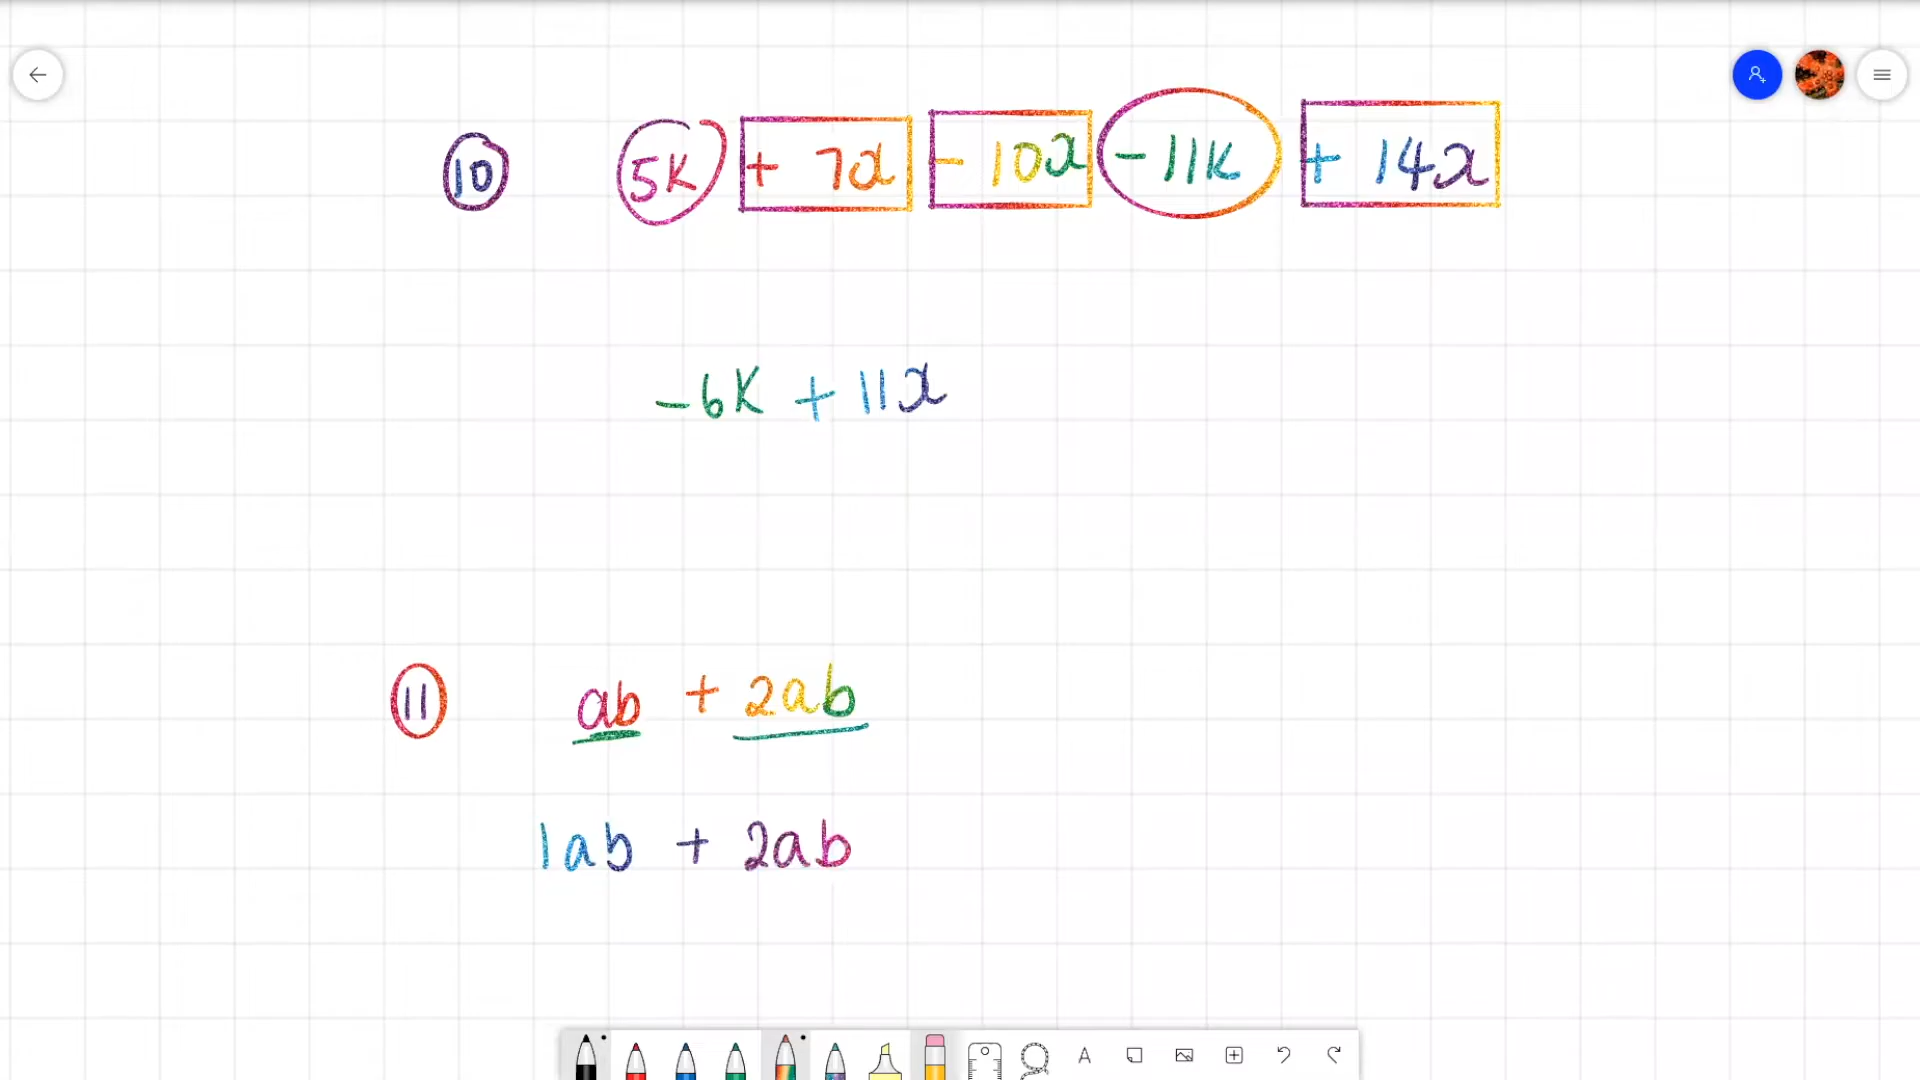 10 5k + 7x - 10x - 11k + 14x
-6k + 11x
11 ab + 2ab
1ab + 2ab
A